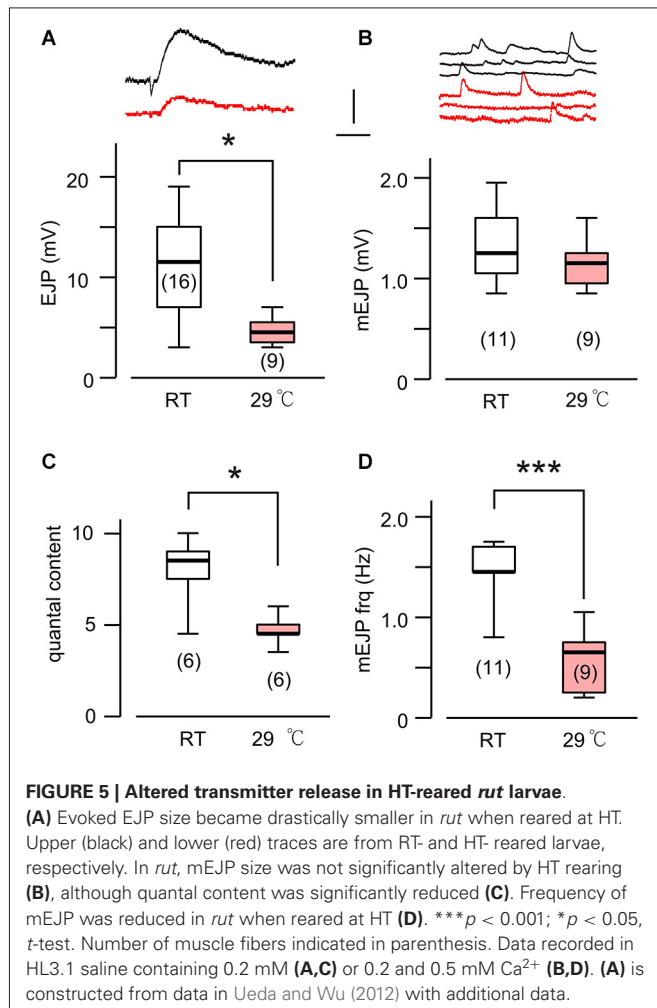 A
B
*
20
10
0
EJP (mV)
(16)
(9)
RT
29 ℃
2.0
1.0
0
mEJP (mV)
(11)
(9)
RT
29 ℃
C
D
*
***
10
5
0
quantal content
(6)
(6)
RT
29 ℃
2.0
1.0
0
mEJP frq (Hz)
(11)
(9)
RT
29 ℃
FIGURE 5 | Altered transmitter release in HT-reared rut larvae.
(A) Evoked EJP size became drastically smaller in rut when reared at HT.
Upper (black) and lower (red) traces are from RT- and HT- reared larvae,
respectively. In rut, mEJP size was not significantly altered by HT rearing
(B), although quantal content was significantly reduced (C). Frequency of
mEJP was reduced in rut when reared at HT (D). ***p < 0.001; *p < 0.05,
t-test. Number of muscle fibers indicated in parenthesis. Data recorded in
HL3.1 saline containing 0.2 mM (A,C) or 0.2 and 0.5 mM Ca2+ (B,D). (A) is
constructed from data in Ueda and Wu (2012) with additional data.